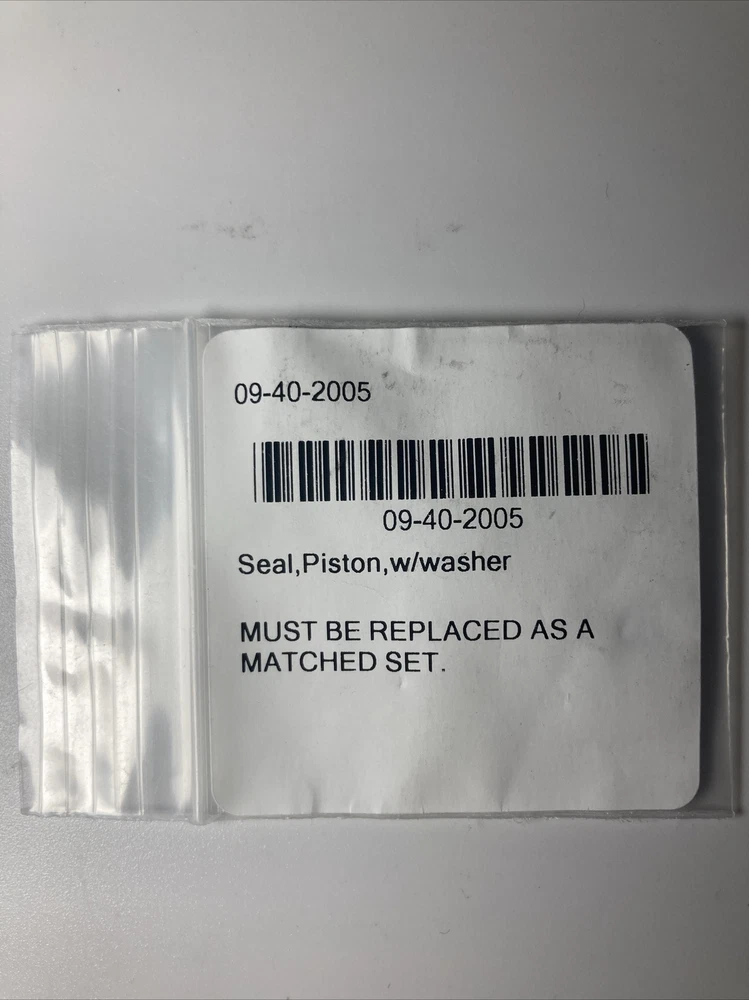 09-40-2005
09-40-2005
Seal,Piston,w/washer
MUST BE REPLACED AS A
MATCHED SET.